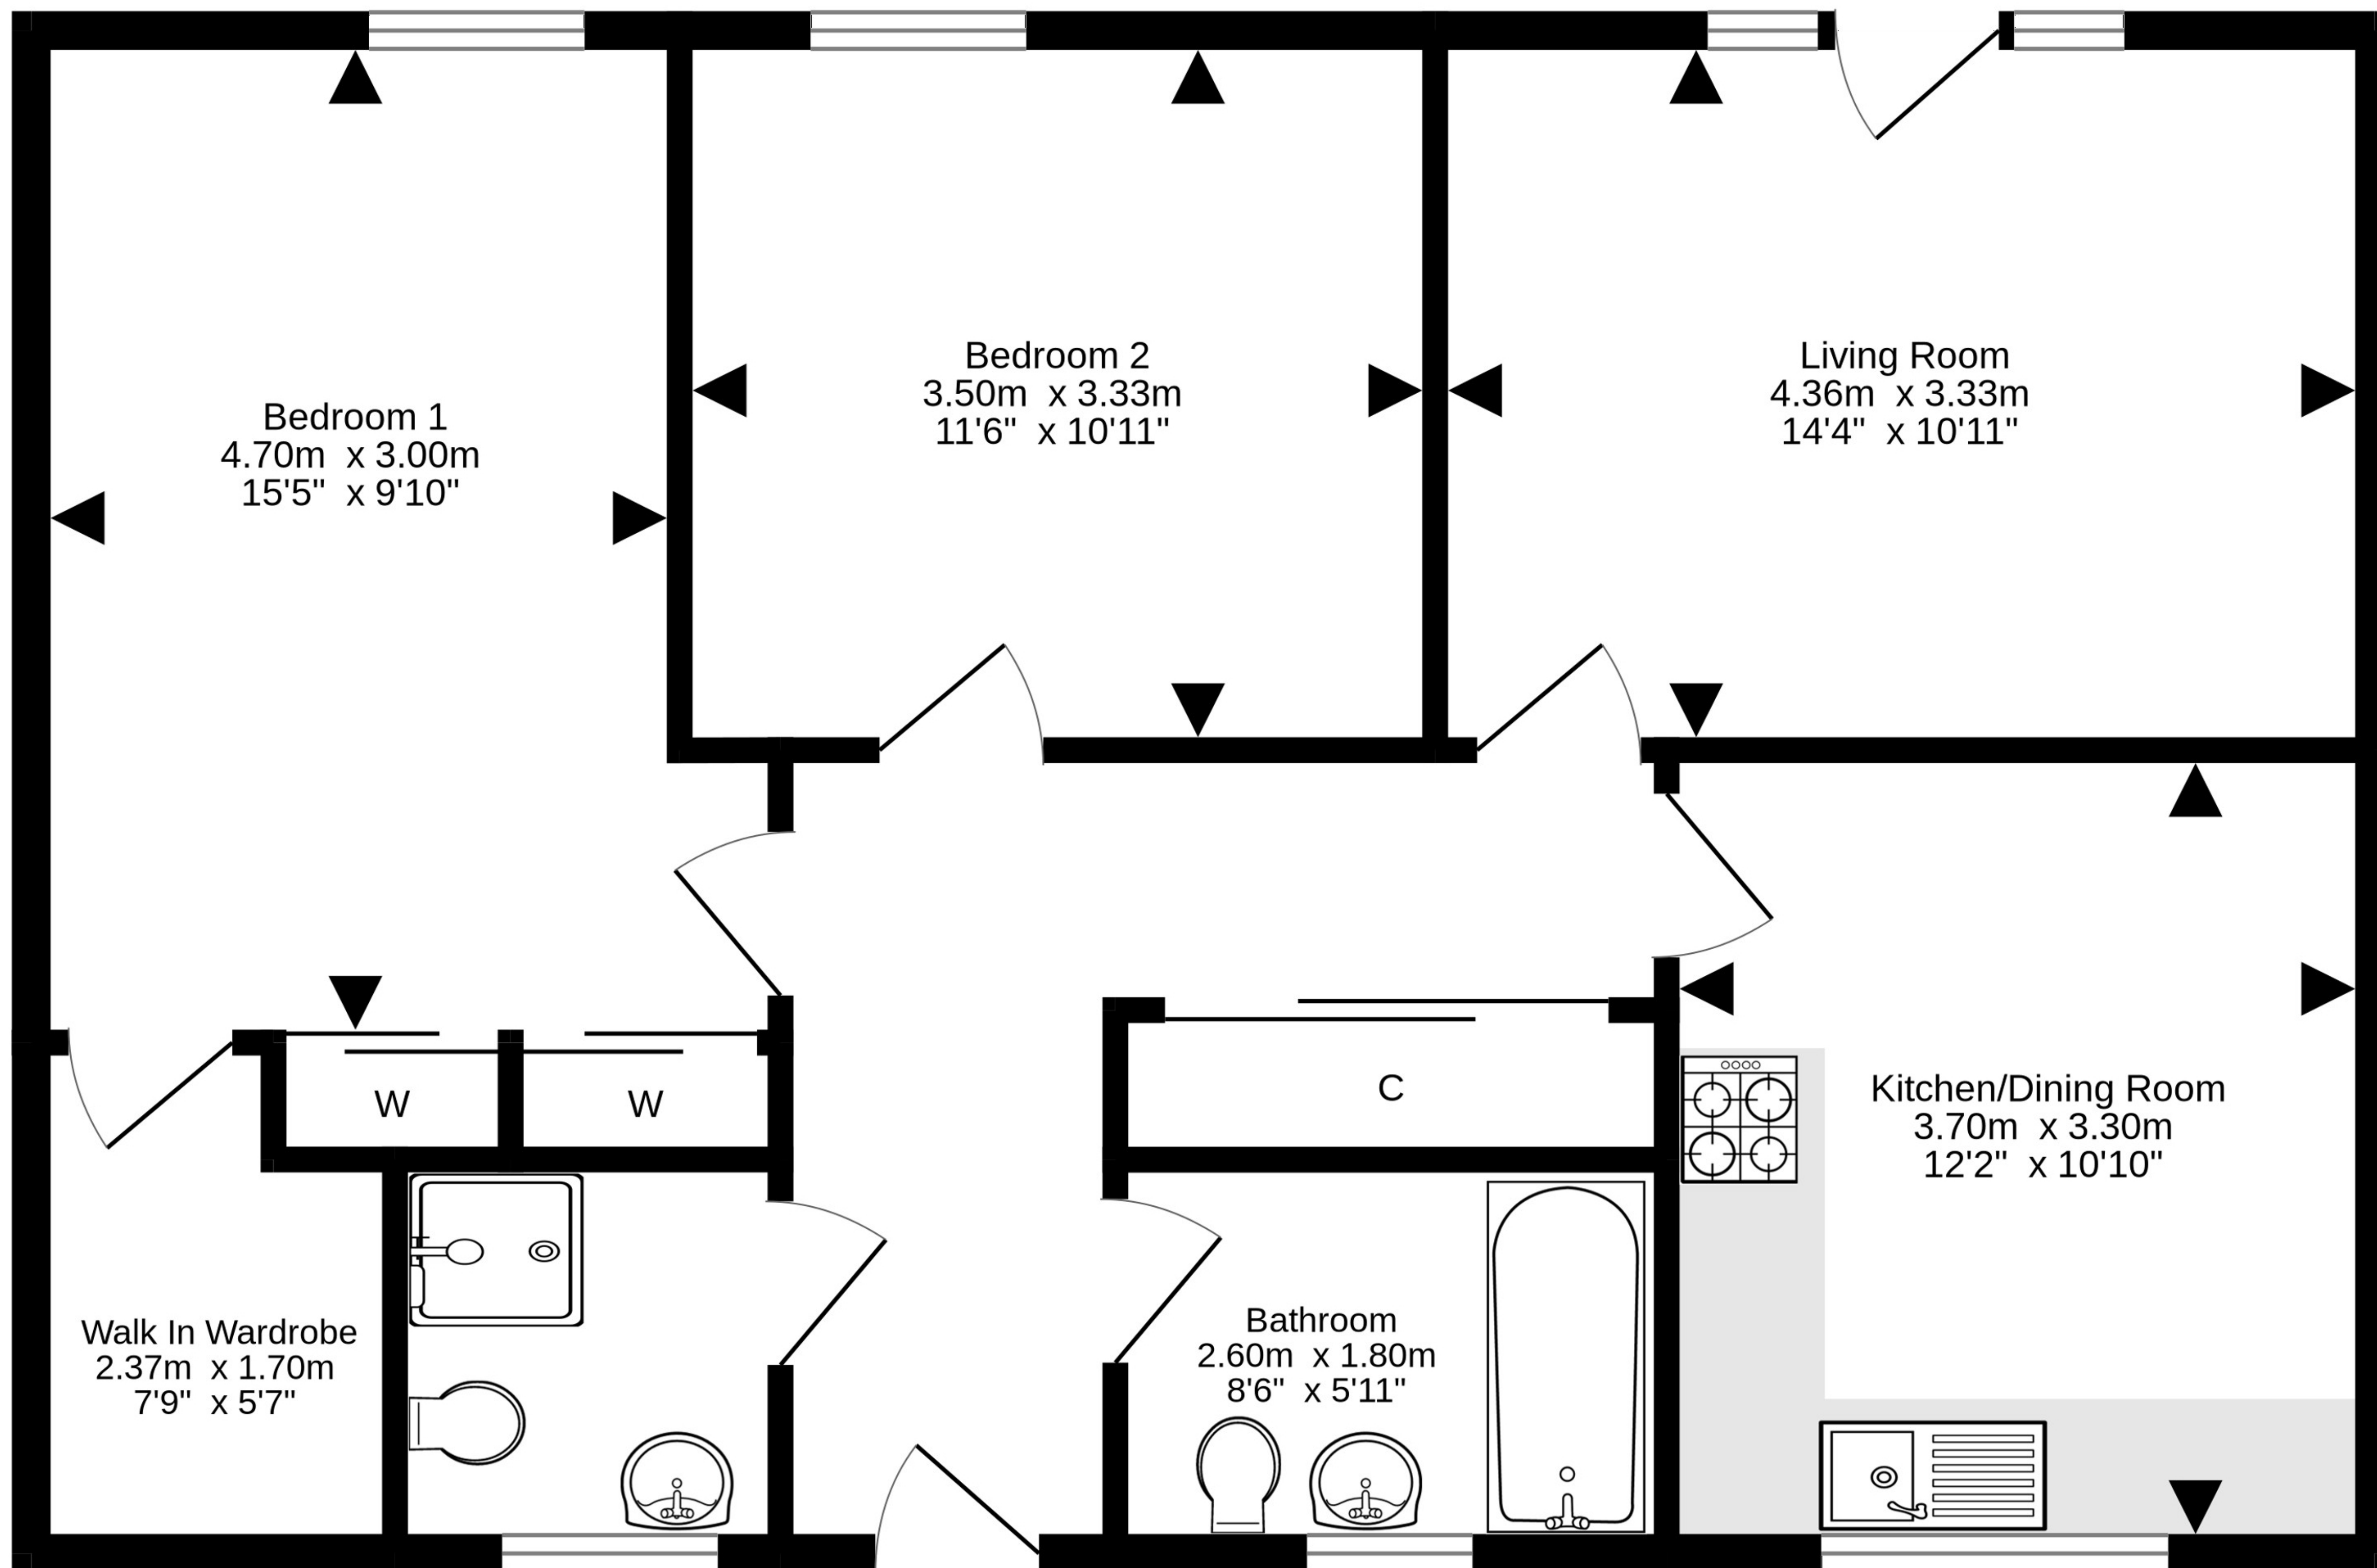 Bedroom 1
4.70m x 3.00m
15'5" x 9'10"
Bedroom 2
3.50m x 3.33m
11'6" x 10'11"
Living Room
4.36m x 3.33m
14'4" x 10'11"
W
W
C
Kitchen/Dining Room
3.70m x 3.30m
12'2" x 10'10"
Walk In Wardrobe
2.37m x 1.70m
7'9" x 5'7"
Bathroom
2.60m x 1.80m
8'6" x 5'11"